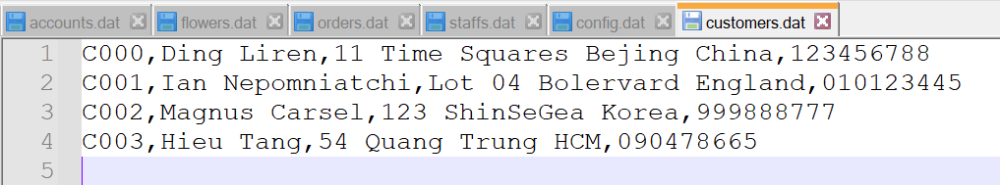 accounts.dat flowers.dat orders.dat staffs.dat config.dat customers.dat
1 C000,Ding Liren,11 Time Squares Bejing China,123456788
2 C001,Ian Nepomniatchi,Lot 04 Bolervard England,010123445
3 C002,Magnus Carsel,123 ShinSeGea Korea,999888777
4 C003,Hieu Tang,54 Quang Trung HCM,090478665
5